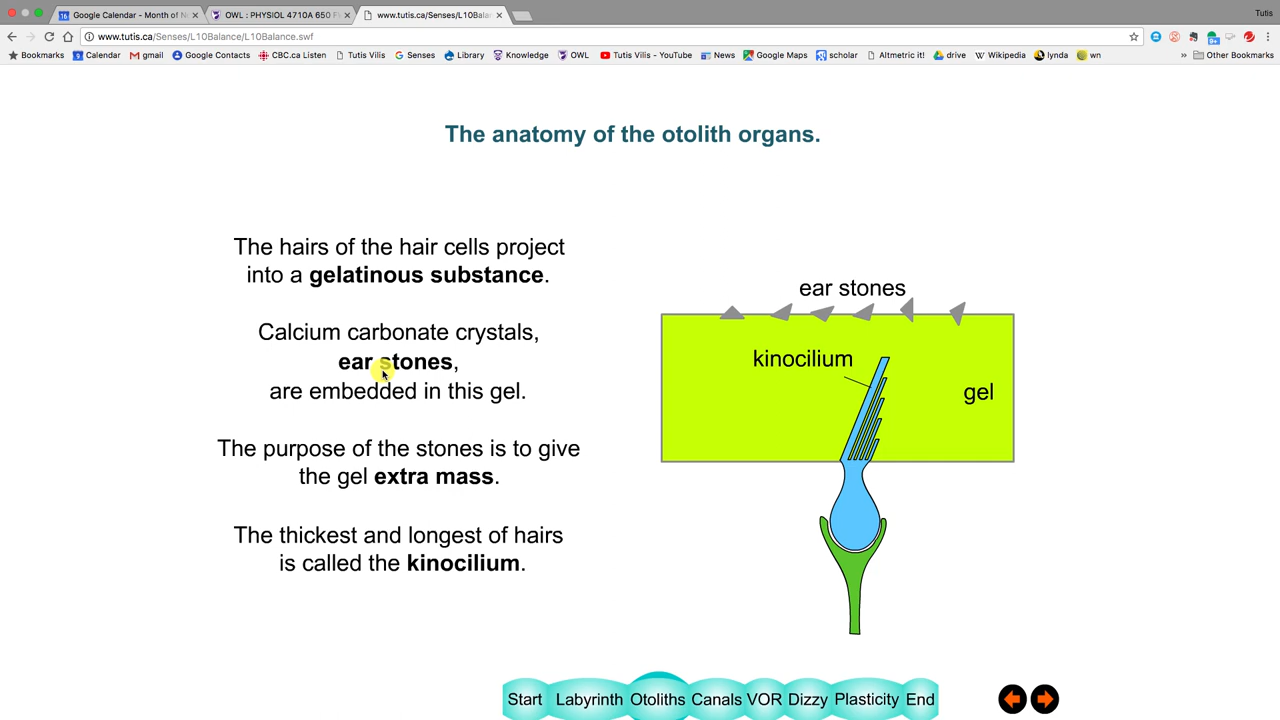 Google Calendar - Month of N
OWL : PHYSIOL 4710A 650 F
www.tutis.ca/Senses/L10Bala
Tutis
www.tutis.ca/Senses/L10Balance/L10Balance.swf
Bookmarks Calendar gmail Google Contacts CBC.ca Listen Tutis Vilis Senses Library Knowledge OWL Tutis Vilis - YouTube News Google Maps scholar Altmetric it! drive Wikipedia lynda wn » Other Bookmarks
The anatomy of the otolith organs.
The hairs of the hair cells project
into a gelatinous substance.
Calcium carbonate crystals,
ear stones,
are embedded in this gel.
The purpose of the stones is to give
the gel extra mass.
The thickest and longest of hairs
is called the kinocilium.
ear stones
kinocilium
gel
Start Labyrinth Otoliths Canals VOR Dizzy Plasticity End